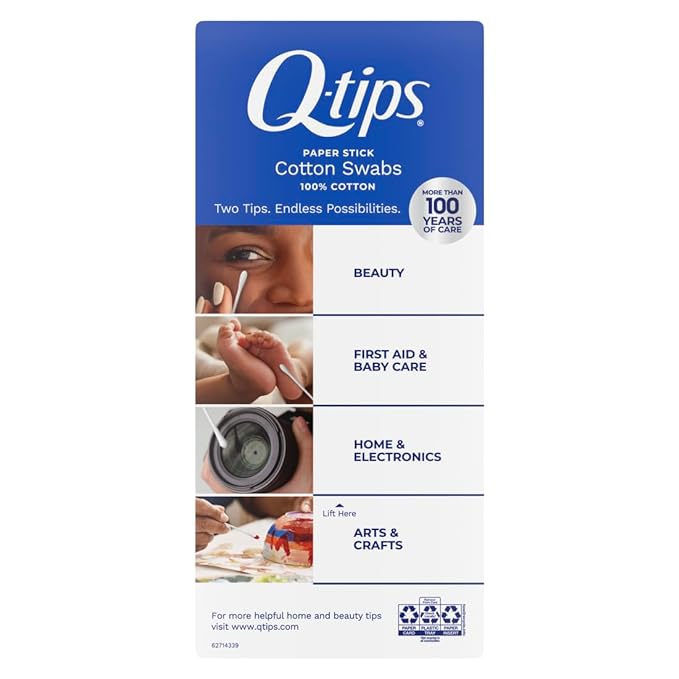 Q-tips®
PAPER STICK
Cotton Swabs
100% COTTON
Two Tips. Endless Possibilities.
MORE THAN
100
YEARS
OF CARE
BEAUTY
FIRST AID &
BABY CARE
HOME &
ELECTRONICS
Lift Here
ARTS &
CRAFTS
For more helpful home and beauty tips
visit www.qtips.com
62714339
PAPER
CARD
PLASTIC
TRAY
PAPER
INSERT